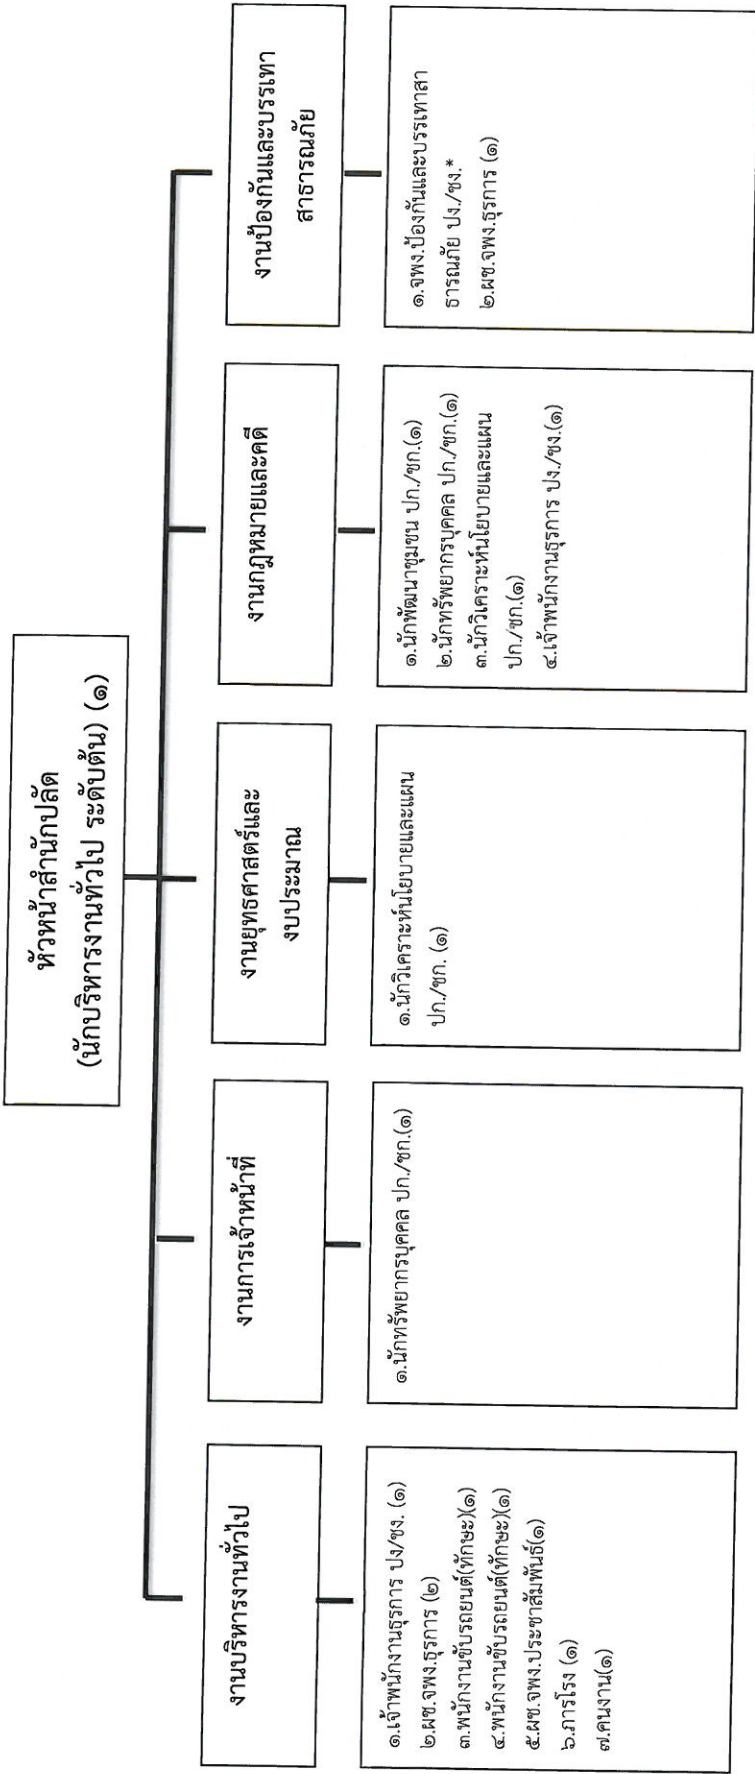 หัวหน้าสำนักปลัด
(นักบริหารงานทั่วไป ระดับต้น) (๑)
งานบริหารงานทั่วไป
๑.เจ้าพนักงานธุรการ ปง/ชง. (๑)
๒.ผช.จพง.ธุรการ (๒)
๓.พนักงานขับรถยนต์(ทักษะ)(๑)
๔.พนักงานขับรถยนต์(ทักษะ)(๑)
๕.ผช.จพง.ประชาสัมพันธ์(๑)
๖.ภารโรง (๑)
๗.คนงาน(๑)
งานการเจ้าหน้าที่
๑.นักทรัพยากรบุคคล ปก./ชก.(๑)
งานยุทธศาสตร์และ
งบประมาณ
๑.นักวิเคราะห์นโยบายและแผน
ปก./ชก. (๑)
งานกฎหมายและคดี
๑.นักพัฒนาชุมชน ปก./ชก.(๑)
๒.นักทรัพยากรบุคคล ปก./ชก.(๑)
๓.นักวิเคราะห์นโยบายและแผน
ปก./ชก.(๑)
๔.เจ้าพนักงานธุรการ ปง./ชง.(๑)
งานป้องกันและบรรเทา
สาธารณภัย
๑.จพง.ป้องกันและบรรเทาสา
ธารณภัย ปง./ชง.*
๒.ผช.จพง.ธุรการ (๑)